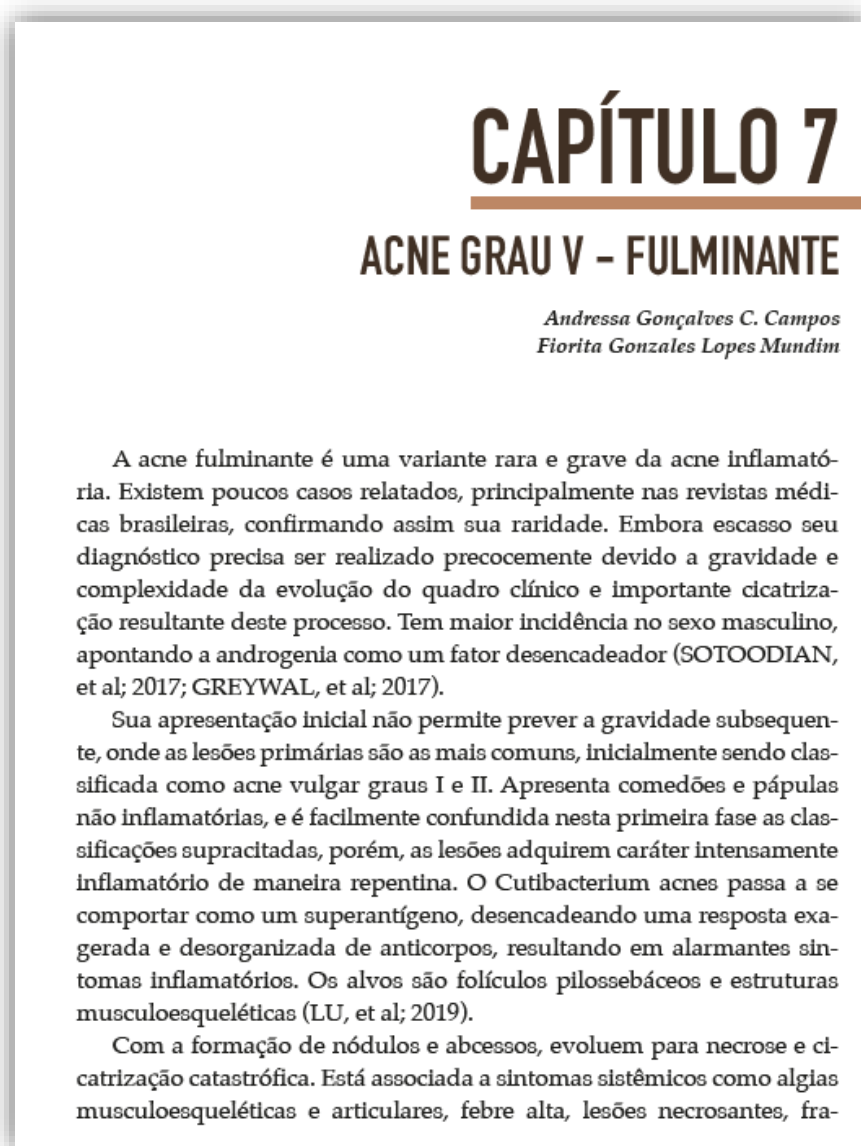 CAPÍTULO 7
ACNE GRAU V – FULMINANTE
Andressa Gonçalves C. Campos
Fiorita Gonzales Lopes Mundim
A acne fulminante é uma variante rara e grave da acne inflamató-
ria. Existem poucos casos relatados, principalmente nas revistas médi-
cas brasileiras, confirmando assim sua raridade. Embora escasso seu
diagnóstico precisa ser realizado precocemente devido a gravidade e
complexidade da evolução do quadro clínico e importante cicatriza-
ção resultante deste processo. Tem maior incidência no sexo masculino,
apontando a androgenia como um fator desencadeador (SOTOODIAN,
et al; 2017; GREYWAL, et al; 2017).
Sua apresentação inicial não permite prever a gravidade subsequen-
te, onde as lesões primárias são as mais comuns, inicialmente sendo clas-
sificada como acne vulgar graus I e II. Apresenta comedões e pápulas
não inflamatórias, e é facilmente confundida nesta primeira fase as clas-
sificações supracitadas, porém, as lesões adquirem caráter intensamente
inflamatório de maneira repentina. O Cutibacterium acnes passa a se
comportar como um superantígeno, desencadeando uma resposta exa-
gerada e desorganizada de anticorpos, resultando em alarmantes sin-
tomas inflamatórios. Os alvos são folículos pilossebáceos e estruturas
musculoesqueléticas (LU, et al; 2019).
Com a formação de nódulos e abcessos, evoluem para necrose e ci-
catrização catastrófica. Está associada a sintomas sistêmicos como algias
musculoesqueléticas e articulares, febre alta, lesões necrosantes, fra-